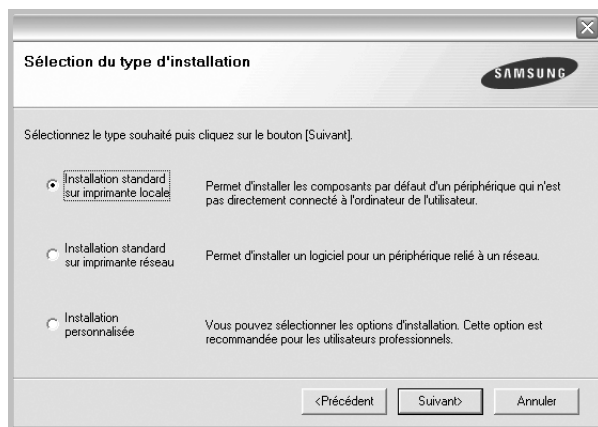 Sélection du type d'installation
SAMSUNG
Sélectionnez le type souhaité puis cliquez sur le bouton [Suivant].
Installation standard
sur imprimante locale
Permet d'installer les composants par défaut d'un périphérique qui n'est
pas directement connecté à l'ordinateur de l'utilisateur.
Installation standard
sur imprimante réseau
Permet d'installer un logiciel pour un périphérique relié à un réseau.
Installation
personnalisée
Vous pouvez sélectionner les options d'installation. Cette option est
recommandée pour les utilisateurs professionnels.
<Précédent
Suivant>
Annuler